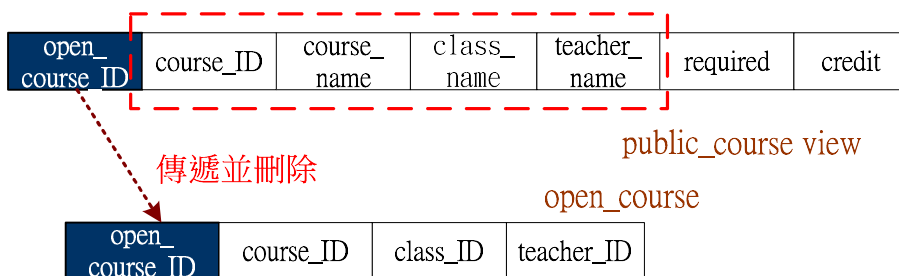 open_
course_ID
course_ID
course_
name
class_
name
teacher_
name
required
credit
public_course view
傳遞並刪除
open_course
open_
course_ID
course_ID
class_ID
teacher_ID